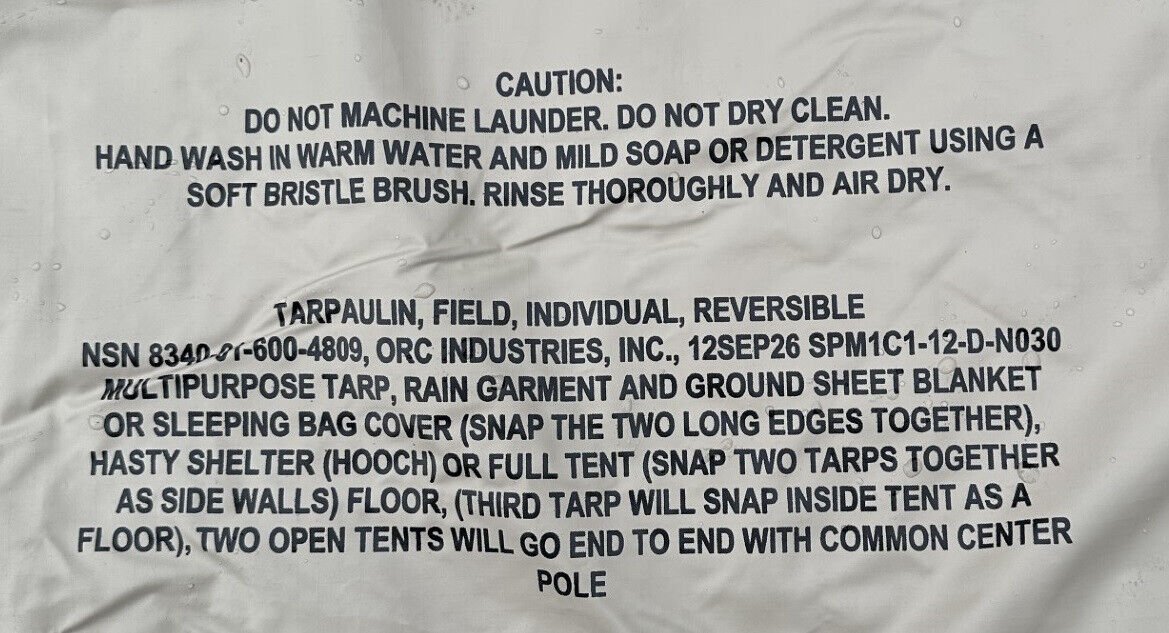 CAUTION:
DO NOT MACHINE LAUNDER. DO NOT DRY CLEAN.
HAND WASH IN WARM WATER AND MILD SOAP OR DETERGENT USING A
SOFT BRISTLE BRUSH. RINSE THOROUGHLY AND AIR DRY.
TARPAULIN, FIELD, INDIVIDUAL, REVERSIBLE
NSN 8340-01-600-4809, ORC INDUSTRIES, INC., 12SEP26 SPM1C1-12-D-N030
MULTIPURPOSE TARP, RAIN GARMENT AND GROUND SHEET BLANKET
OR SLEEPING BAG COVER (SNAP THE TWO LONG EDGES TOGETHER),
HASTY SHELTER (HOOCH) OR FULL TENT (SNAP TWO TARPS TOGETHER
AS SIDE WALLS) FLOOR, (THIRD TARP WILL SNAP INSIDE TENT AS A
FLOOR), TWO OPEN TENTS WILL GO END TO END WITH COMMON CENTER
POLE